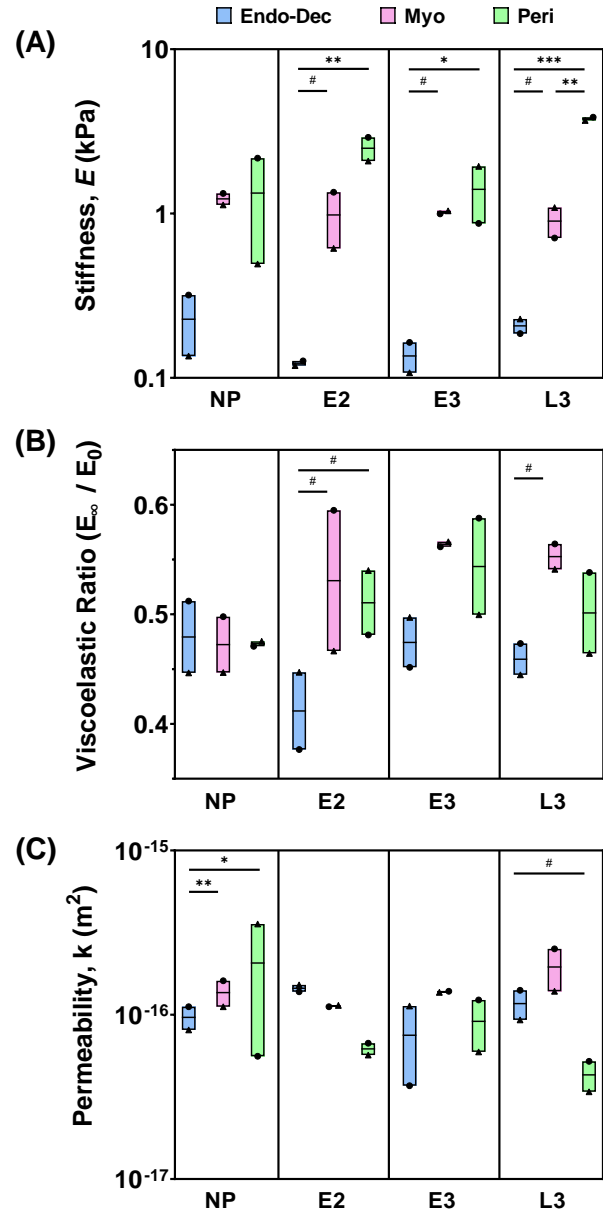 Endo-Dec Myo Peri
(A)
Stiffness, E (kPa)
10
1
0.1
# **
# *
# *** **
NP E2 E3 L3
(B)
Viscoelastic Ratio (E∞ / E0)
0.6
0.5
0.4
# #
#
NP E2 E3 L3
(C)
Permeability, k (m²)
10⁻¹⁵
10⁻¹⁶
10⁻¹⁷
** *
#
NP E2 E3 L3